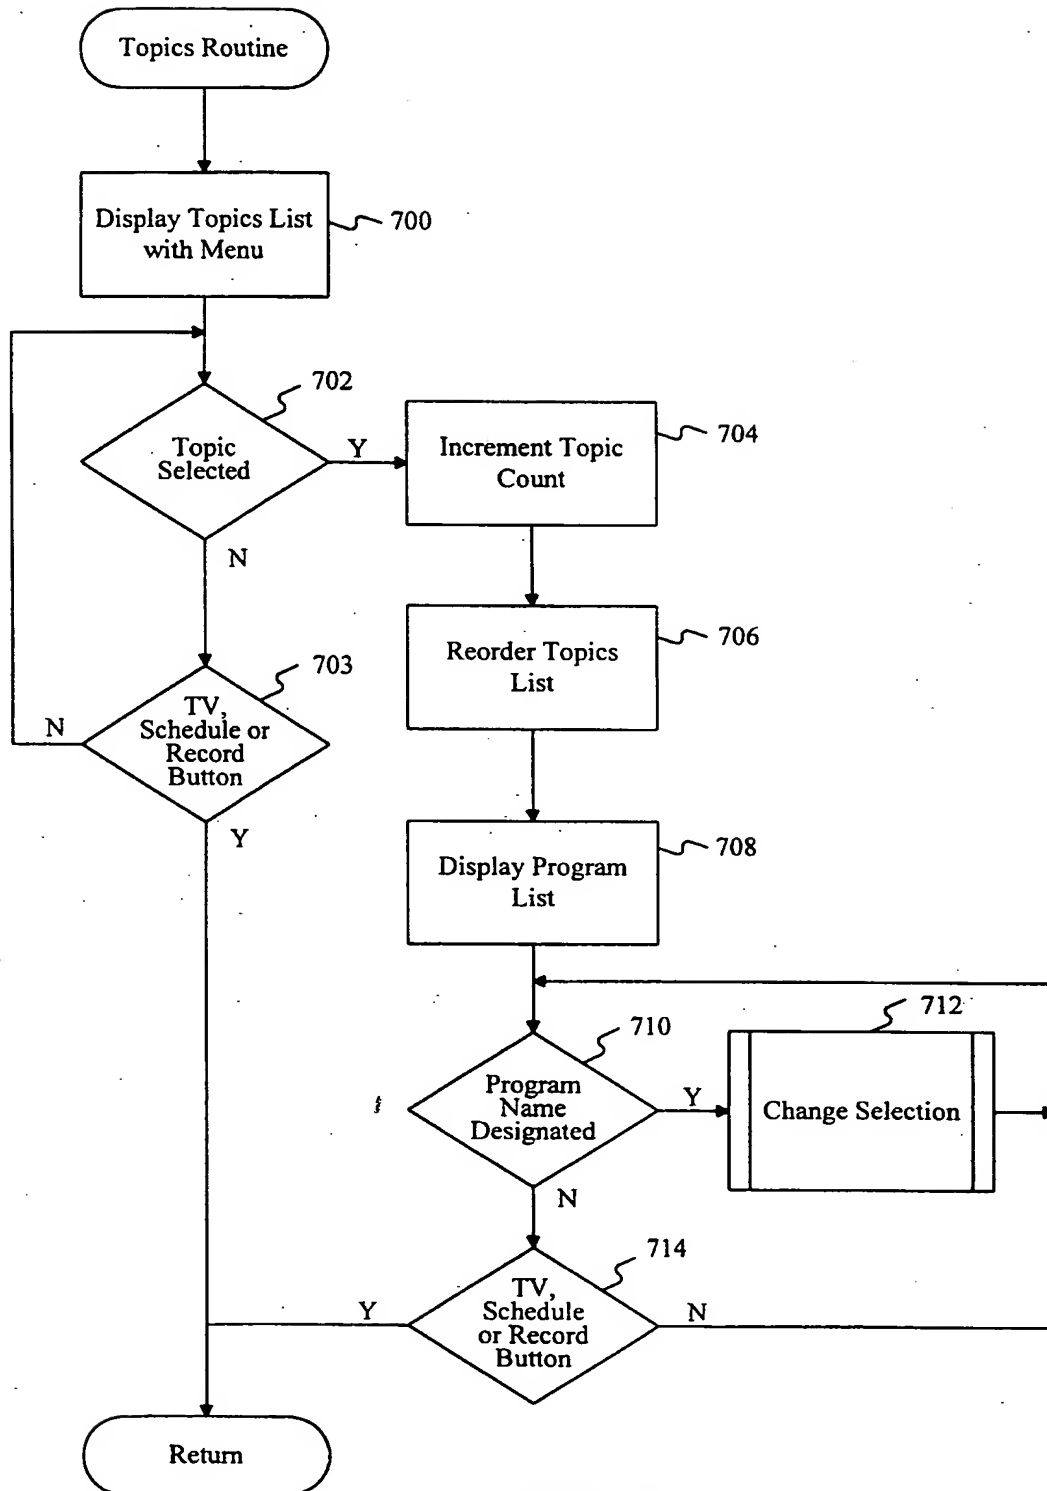 Topics Routine
Display Topics List
with Menu
700
702
Topic
Selected
Y
N
Increment Topic
Count
704
703
TV,
Schedule or
Record
Button
N
Y
Reorder Topics
List
706
Display Program
List
708
710
Program
Name
Designated
Y
N
712
Change Selection
714
TV,
Schedule
or Record
Button
Y
N
Return